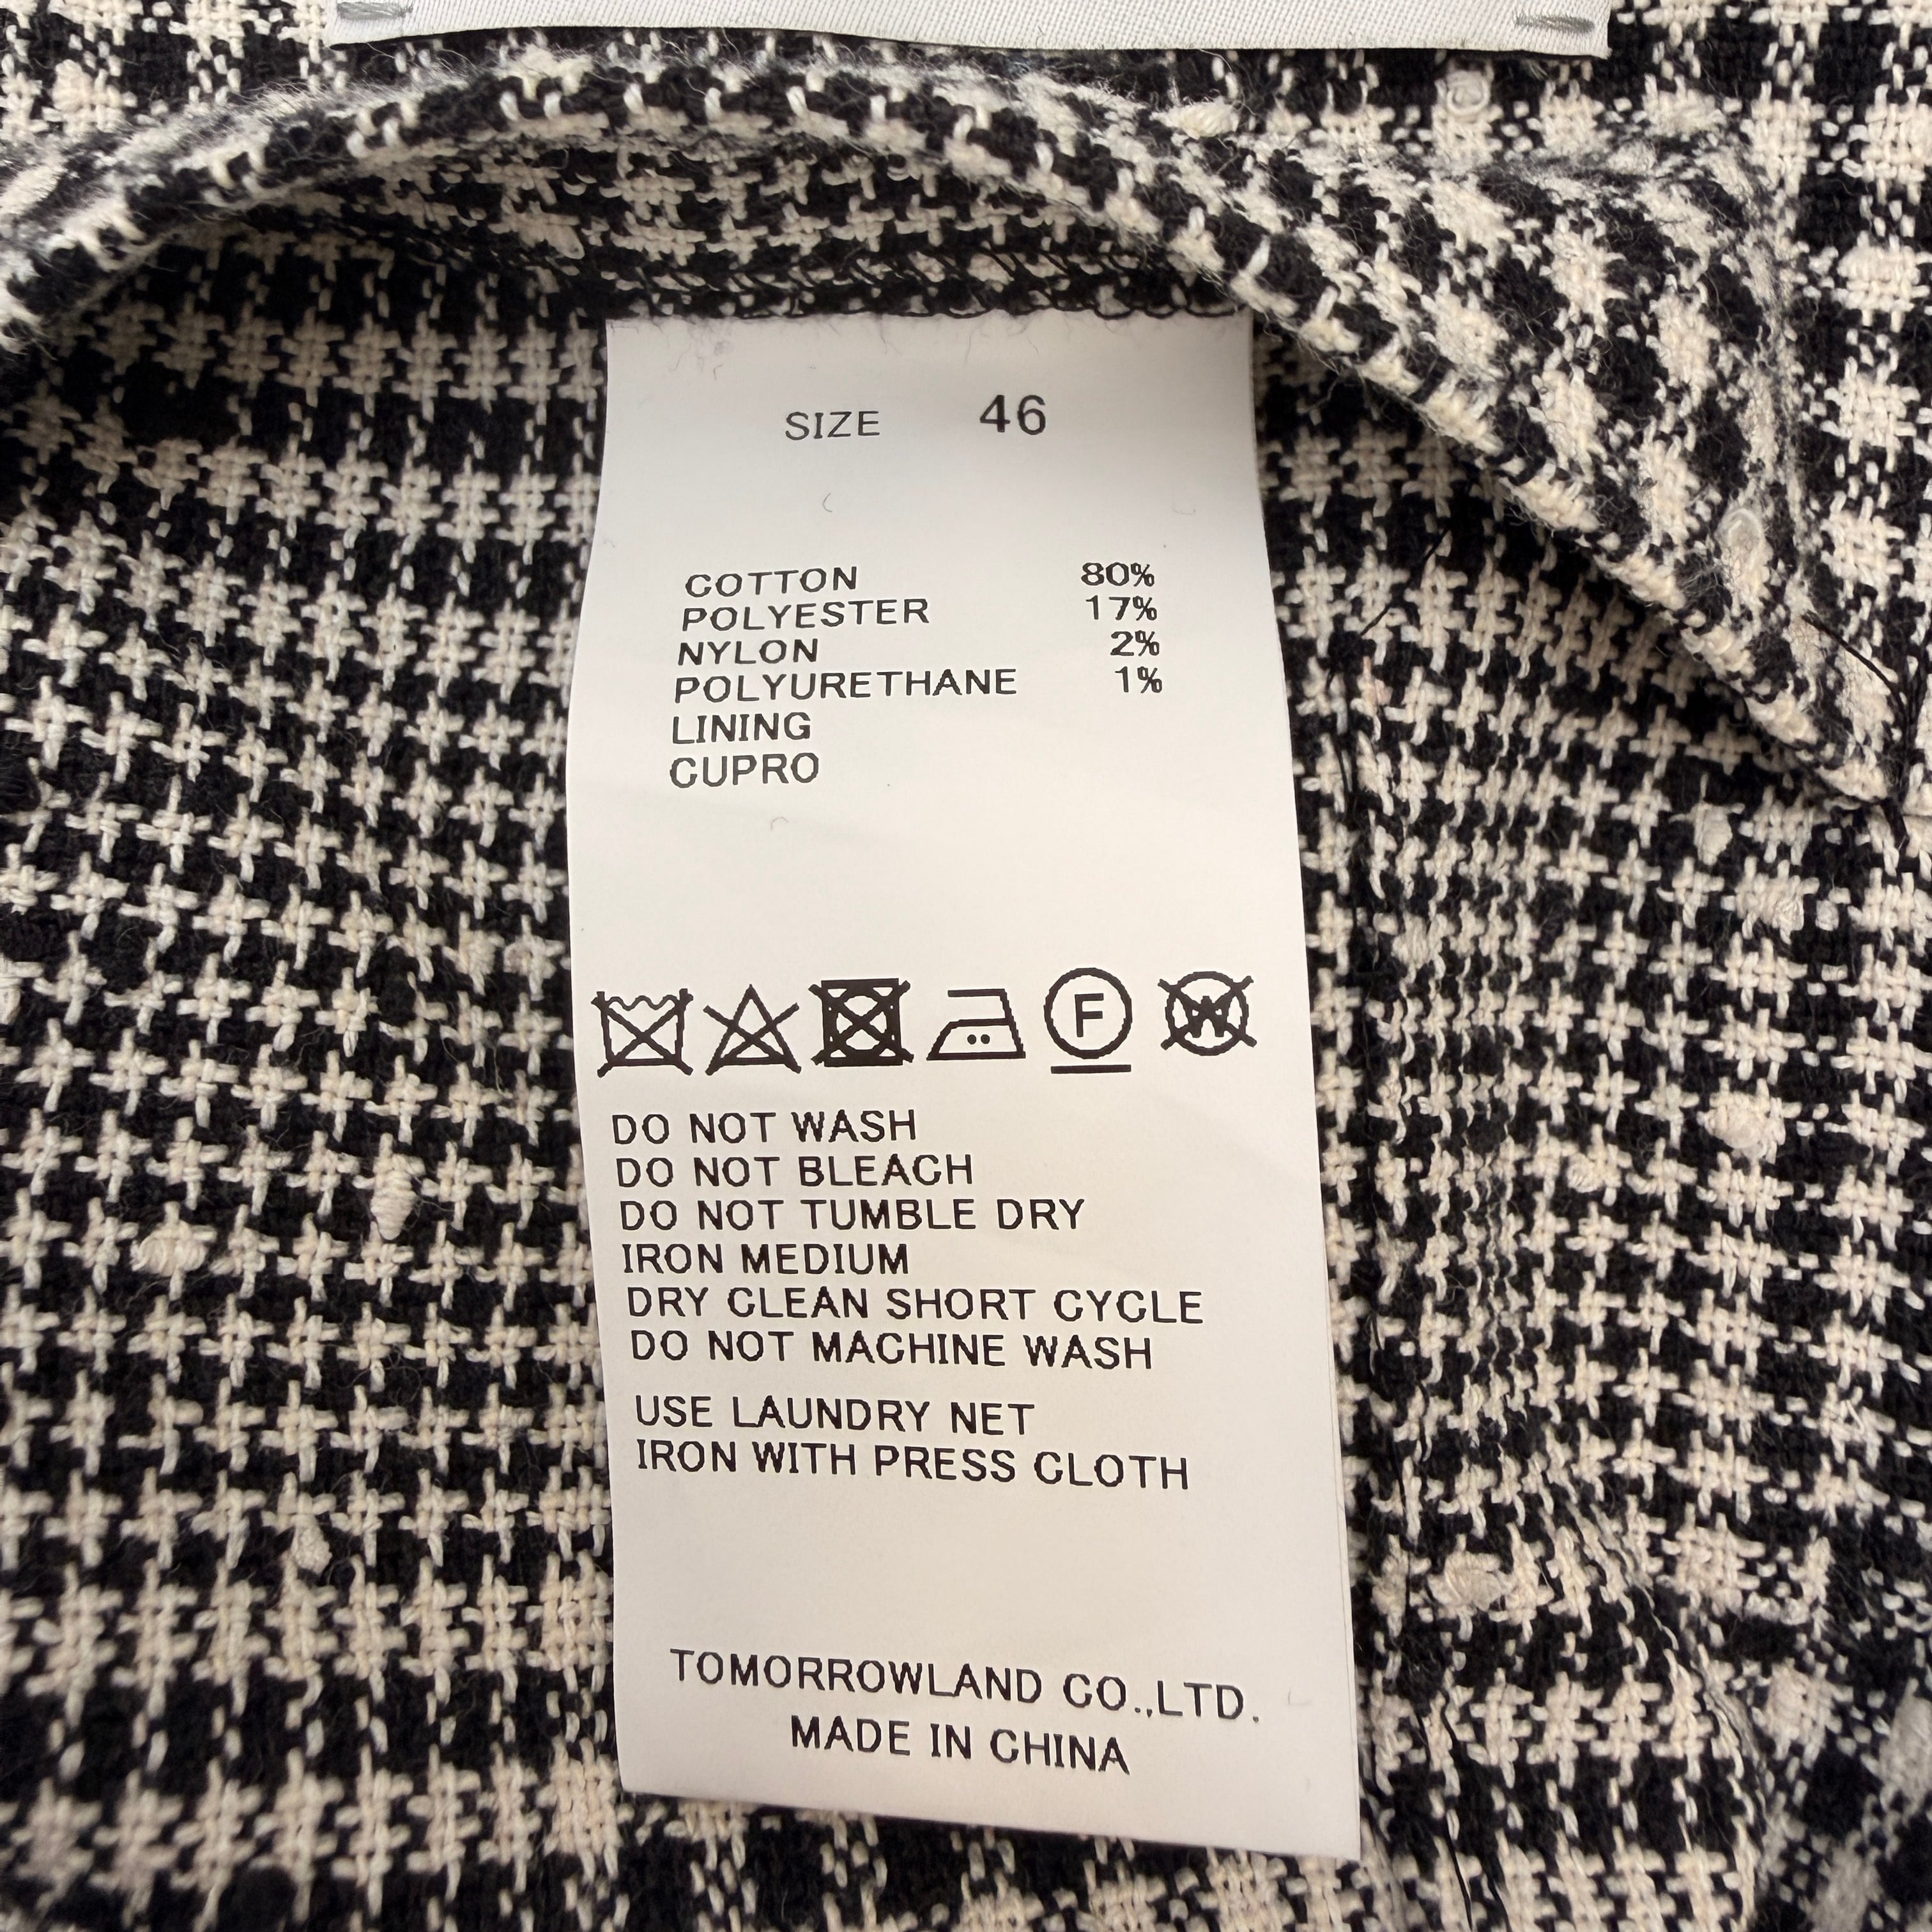 SIZE 46
COTTON 80%
POLYESTER 17%
NYLON 2%
POLYURETHANE 1%
LINING
CUPRO
F W
DO NOT WASH
DO NOT BLEACH
DO NOT TUMBLE DRY
IRON MEDIUM
DRY CLEAN SHORT CYCLE
DO NOT MACHINE WASH
USE LAUNDRY NET
IRON WITH PRESS CLOTH
TOMORROWLAND CO.,LTD.
MADE IN CHINA